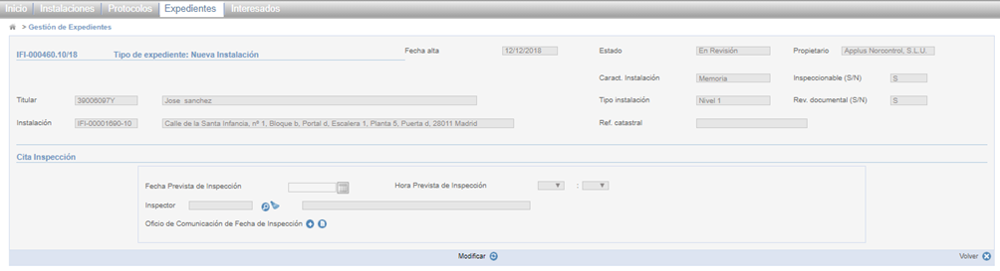 Inicio Instalaciones Protocolos Expedientes Interesados
> Gestión de Expedientes
IFI-000460.10/18 Tipo de expediente: Nueva Instalación Fecha alta 12/12/2018 Estado En Revisión Propietario Applus Norcontrol, S.L.U.
Caract. Instalación Memoria Inspeccionable (S/N) S
Titular 39006097Y Jose sanchez Tipo instalación Nivel 1 Rev. documental (S/N) S
Instalación IFI-00001690-10 Calle de la Santa Infancia, nº 1, Bloque b, Portal d, Escalera 1, Planta 5, Puerta d, 28011 Madrid Ref. catastral
Cita Inspección
Fecha Prevista de Inspección Hora Prevista de Inspección :
Inspector
Oficio de Comunicación de Fecha de Inspección
Modificar Volver